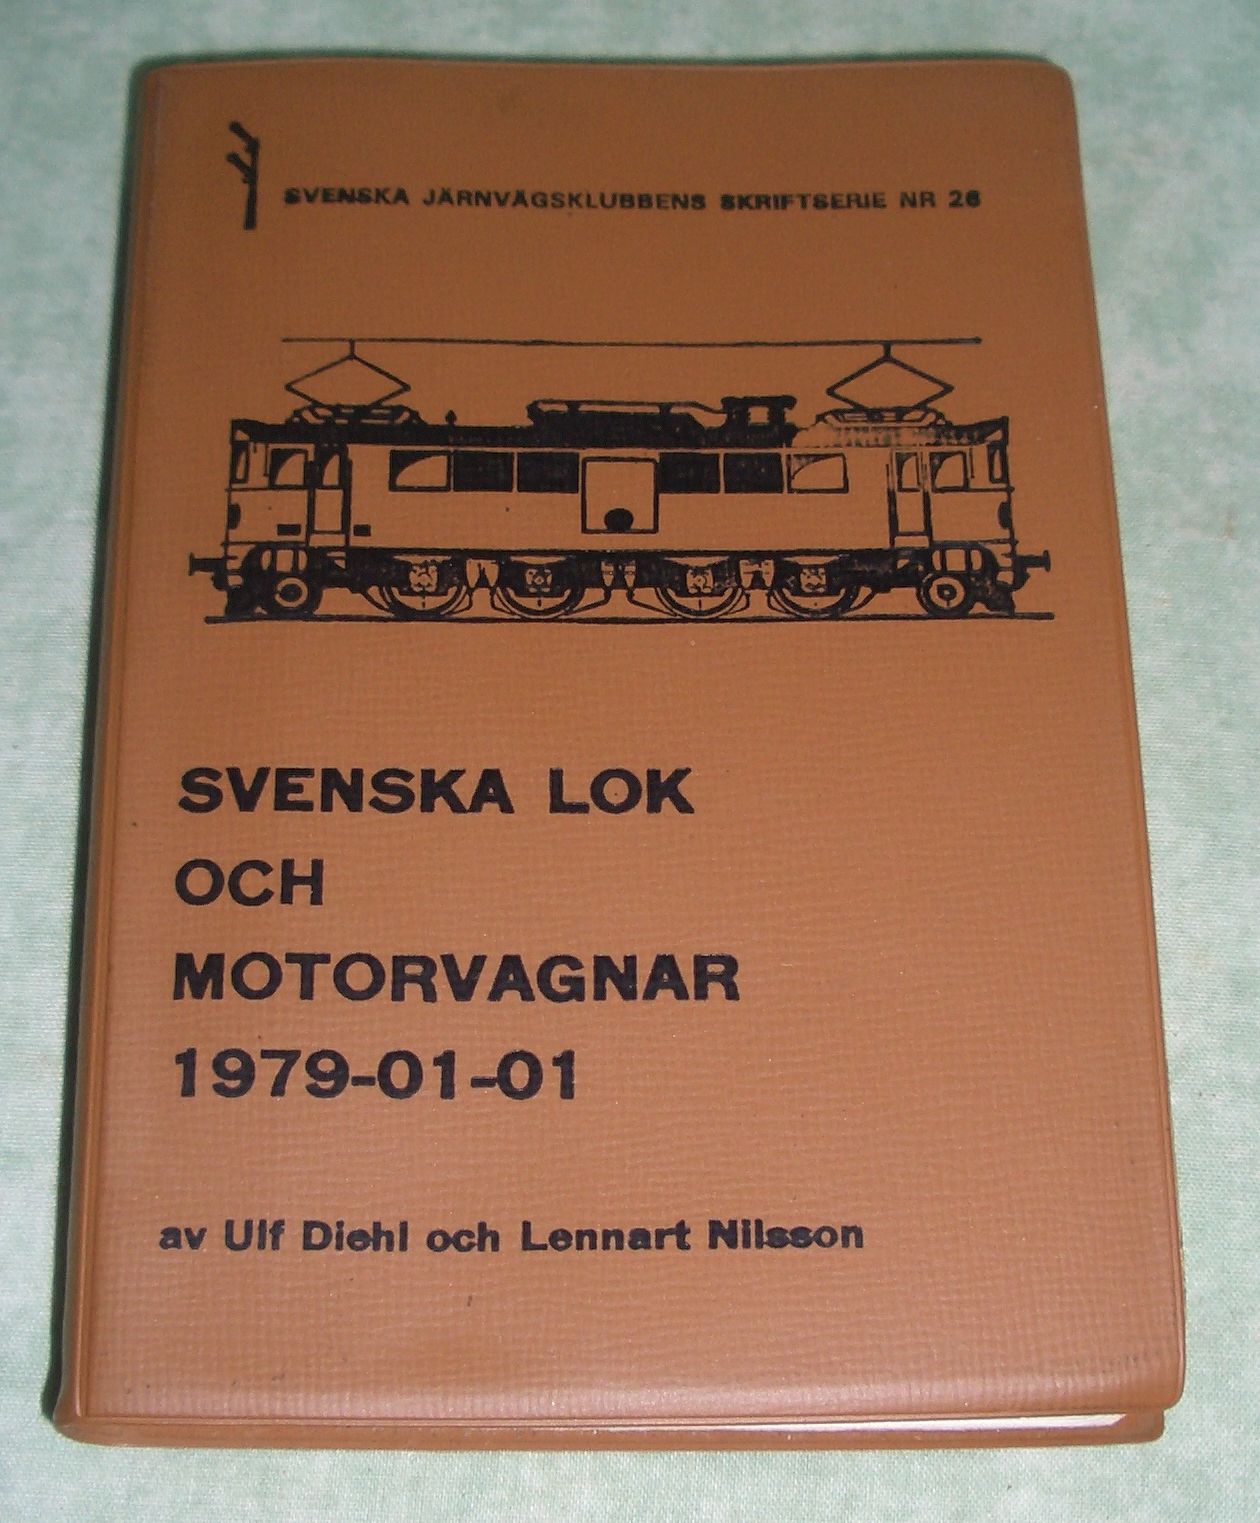 SVENSKA JÄRNVÄGSKLUBBENS SKRIFTSERIE NR 26
SVENSKA LOK
OCH
MOTORVAGNAR
1979-01-01
av Ulf Diehl och Lennart Nilsson